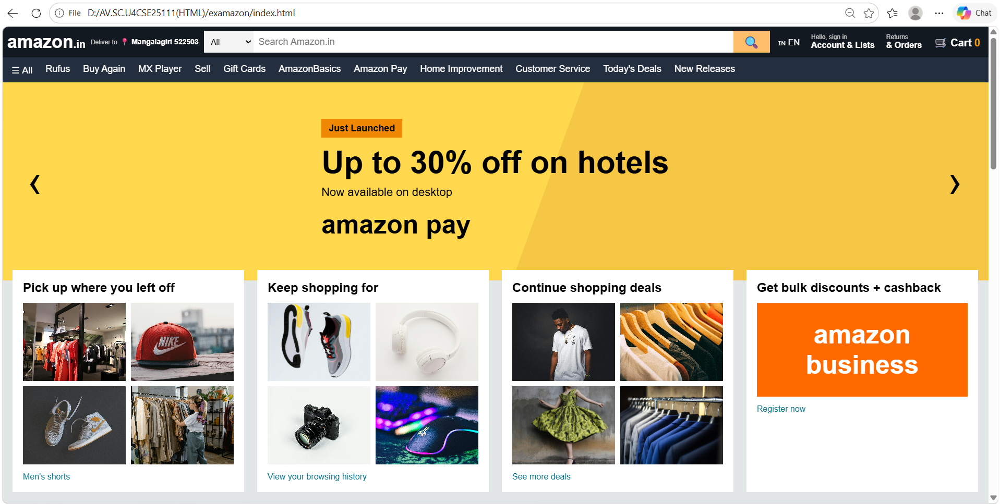 File D:/AV.SC.U4CSE25111(HTML)/examazon/index.html Chat
amazon.in Deliver to Mangalagiri 522503 All Search Amazon.in IN EN Hello, sign in Account & Lists Returns & Orders Cart 0
☰ All Rufus Buy Again MX Player Sell Gift Cards AmazonBasics Amazon Pay Home Improvement Customer Service Today's Deals New Releases
Just Launched
Up to 30% off on hotels
Now available on desktop
amazon pay
❮ ❯
Pick up where you left off
NIKE
Men's shorts
Keep shopping for
View your browsing history
Continue shopping deals
See more deals
Get bulk discounts + cashback
amazon
business
Register now